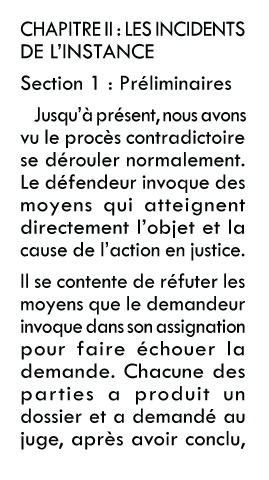 CHAPITRE II : LES INCIDENTS
DE L'INSTANCE
Section 1 : Préliminaires
Jusqu'à présent, nous avons
vu le procès contradictoire
se dérouler normalement.
Le défendeur invoque des
moyens qui atteignent
directement l'objet et la
cause de l'action en justice.
Il se contente de réfuter les
moyens que le demandeur
invoque dans son assignation
pour faire échouer la
demande. Chacune des
parties a produit un
dossier et a demandé au
juge, après avoir conclu,